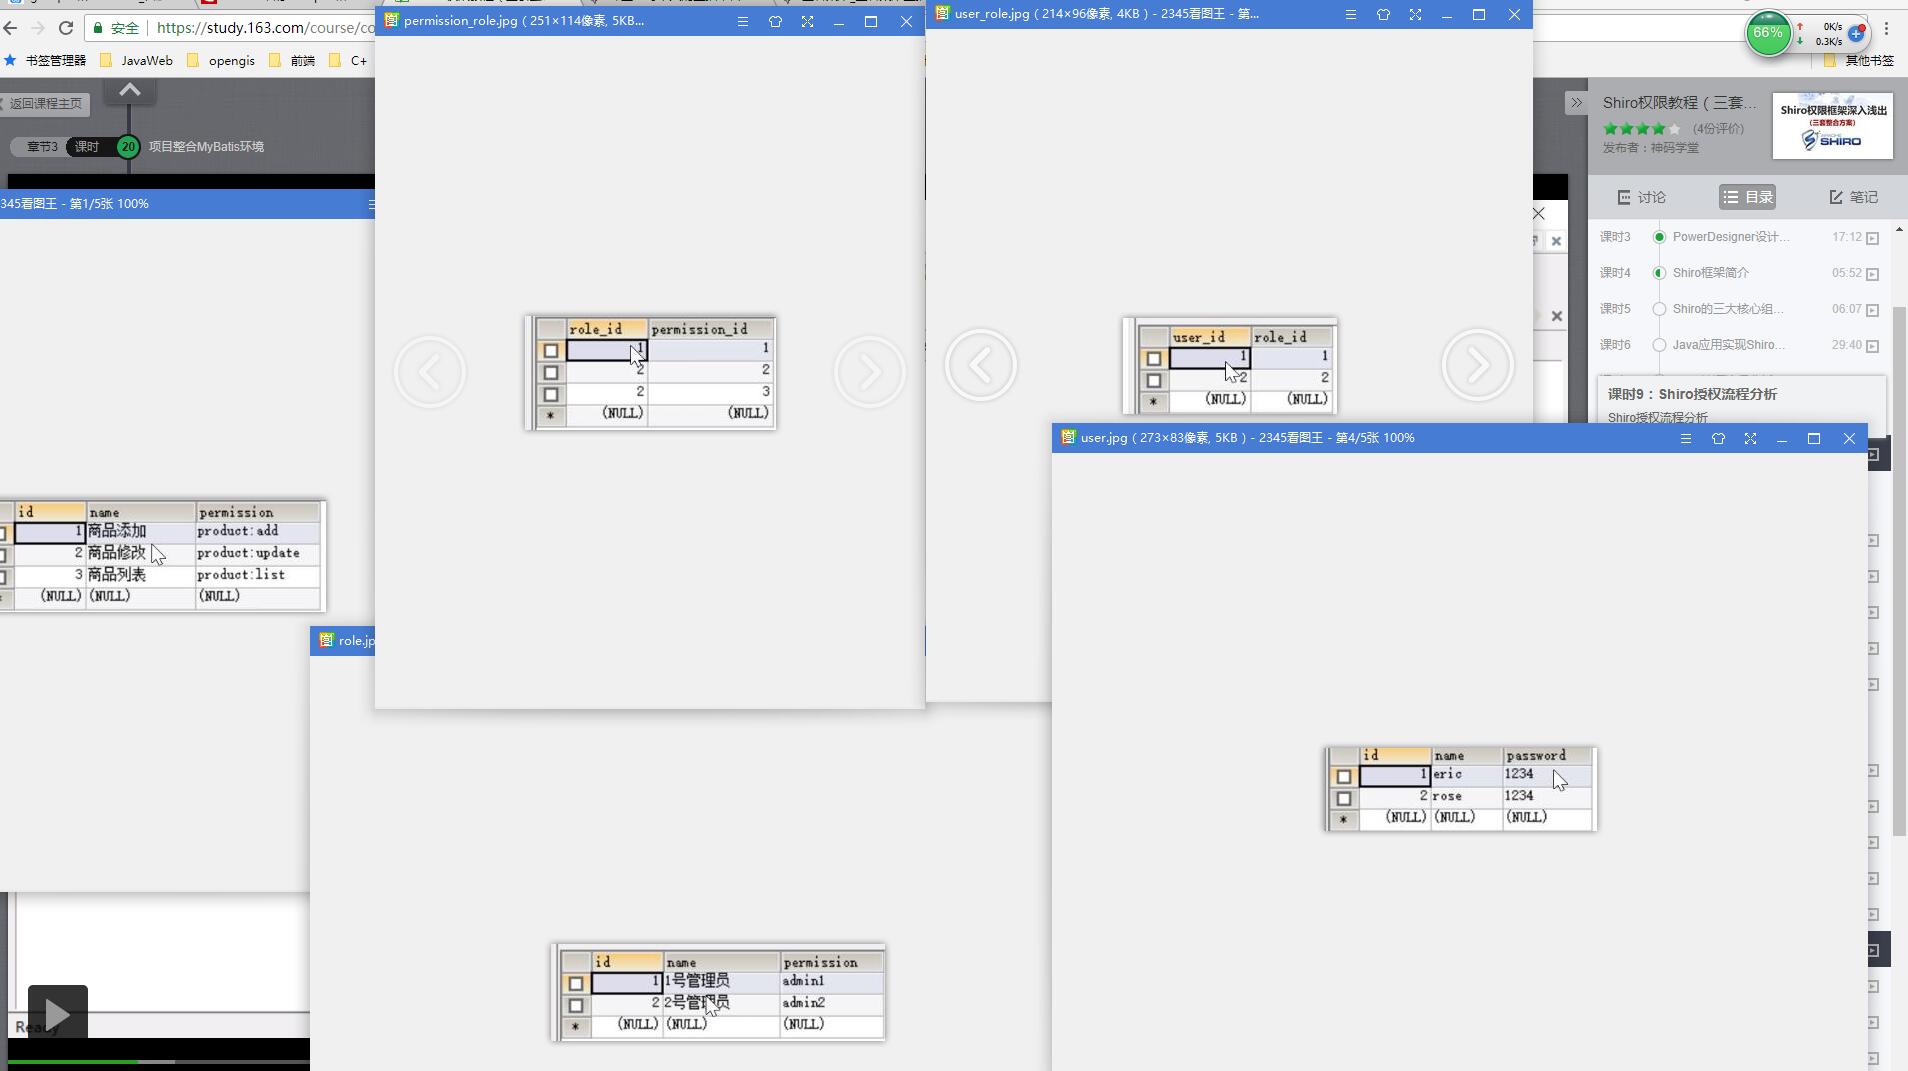 permission_role.jpg ( 251×114像素, 5KB...
user_role.jpg ( 214×96像素, 4KB ) - 2345看图王 - 第...
安全
https://study.163.com/course/co
66%
0K/s
0.3K/s
书签管理器
JavaWeb
opengis
前端
C+
其他书签
返回课程主页
章节3
课时
20
项目整合MyBatis环境
2345看图王 - 第1/5张 100%
Shiro权限教程（三套...
(4份评价)
发布者：神码学堂
Shiro权限框架深入浅出
(三套整合方案)
SHIRO
讨论
目录
笔记
课时3 PowerDesigner设计... 17:12
课时4 Shiro框架简介 05:52
课时5 Shiro的三大核心组... 06:07
课时6 Java应用实现Shiro... 29:40
课时9：Shiro授权流程分析
Shiro授权流程分析
role_id permission_id
1 1
2 2
2 3
* (NULL) (NULL)
user_id role_id
1 1
2 2
* (NULL) (NULL)
user.jpg ( 273×83像素, 5KB ) - 2345看图王 - 第4/5张 100%
id name permission
1 商品添加 product:add
2 商品修改 product:update
3 商品列表 product:list
(NULL) (NULL) (NULL)
role.jp
id name password
1 eric 1234
2 rose 1234
* (NULL) (NULL) (NULL)
id name permission
1 1号管理员 admin1
2 2号管理员 admin2
* (NULL) (NULL) (NULL)